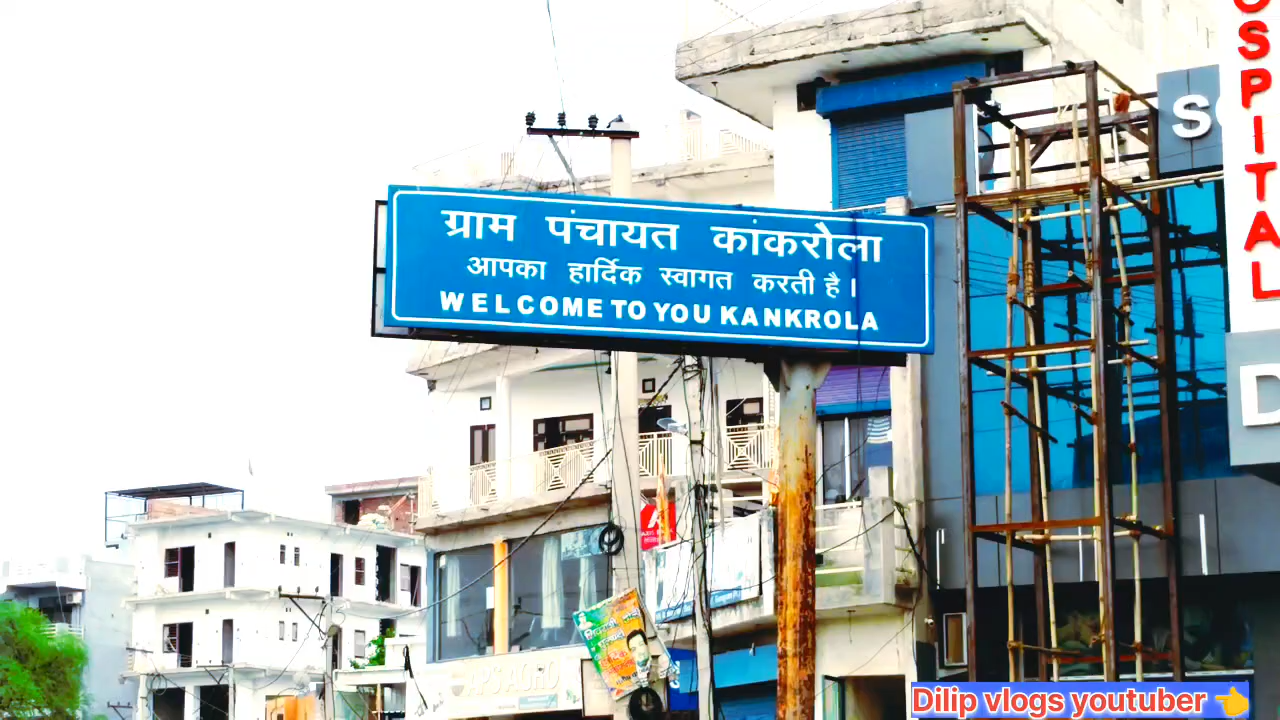 ग्राम पंचायत कांकरोला
आपका हार्दिक स्वागत करती है।
WELCOME TO YOU KANKROLA
OSPITAL
S
D
Dilip vlogs youtuber 👈